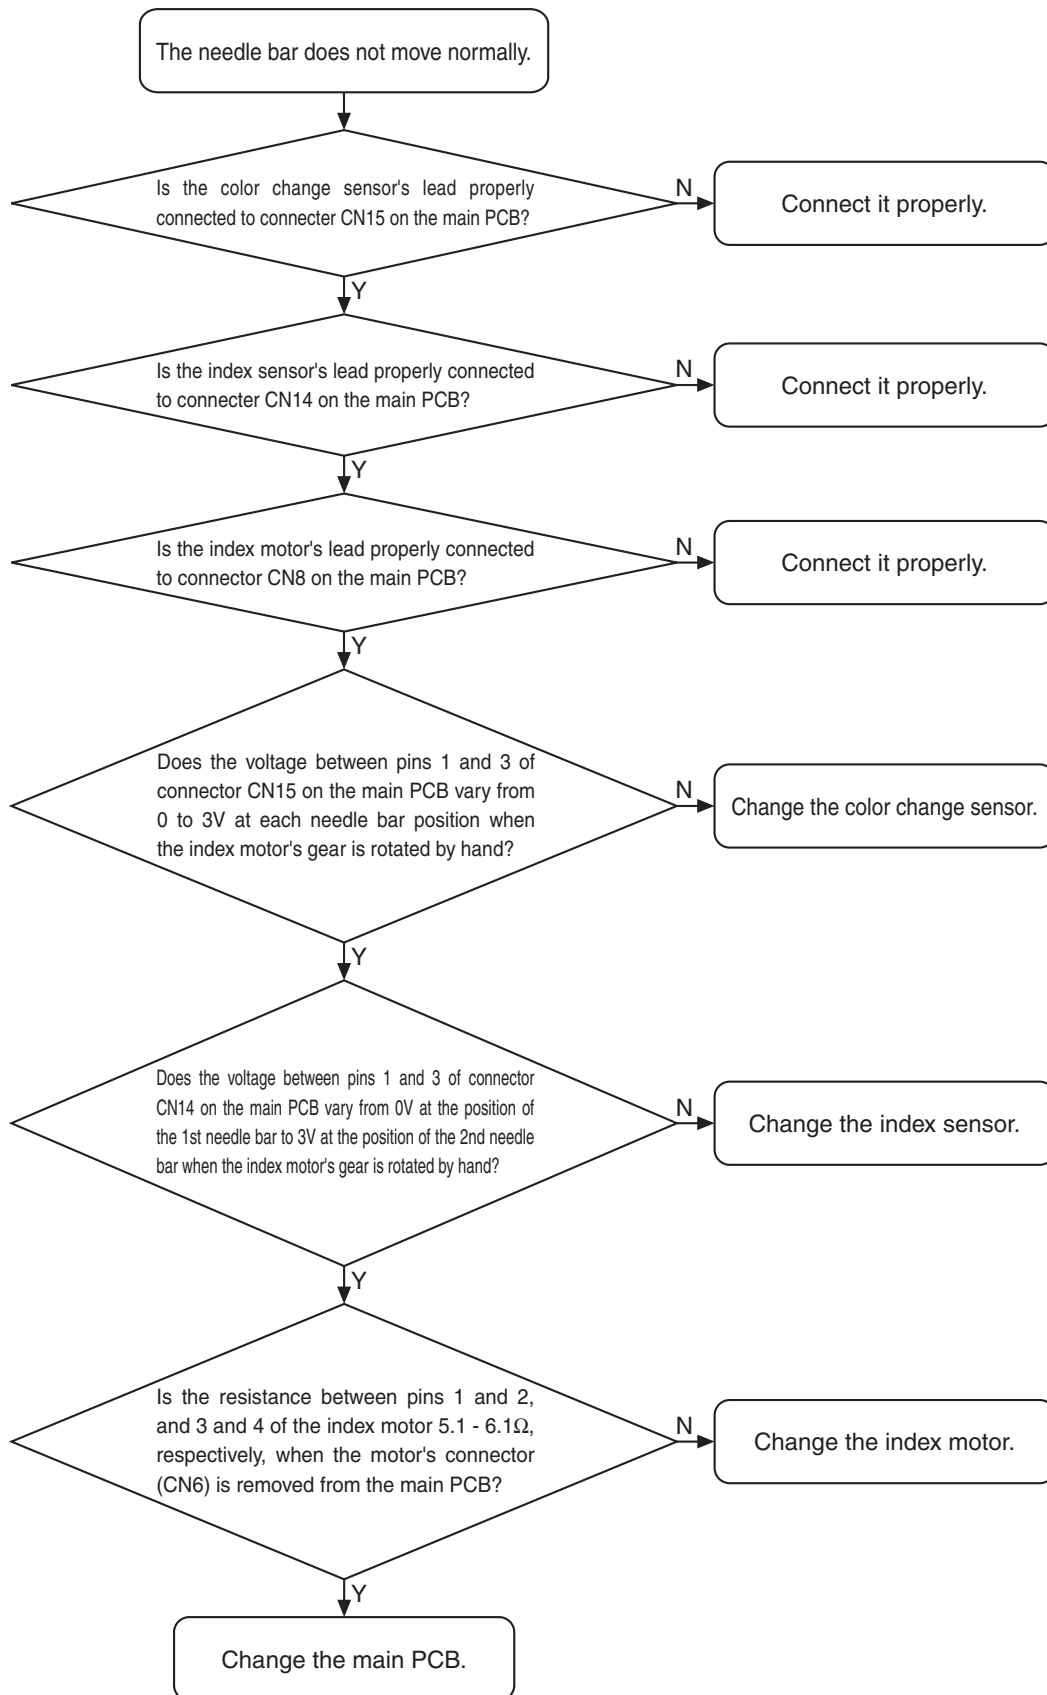 The needle bar does not move normally.
Is the color change sensor's lead properly
connected to connecter CN15 on the main PCB?
N
Connect it properly.
Y
Is the index sensor's lead properly connected
to connecter CN14 on the main PCB?
N
Connect it properly.
Y
Is the index motor's lead properly connected
to connector CN8 on the main PCB?
N
Connect it properly.
Y
Does the voltage between pins 1 and 3 of
connector CN15 on the main PCB vary from
0 to 3V at each needle bar position when
the index motor's gear is rotated by hand?
N
Change the color change sensor.
Y
Does the voltage between pins 1 and 3 of connector
CN14 on the main PCB vary from 0V at the position of
the 1st needle bar to 3V at the position of the 2nd needle
bar when the index motor's gear is rotated by hand?
N
Change the index sensor.
Y
Is the resistance between pins 1 and 2,
and 3 and 4 of the index motor 5.1 - 6.1Ω,
respectively, when the motor's connector
(CN6) is removed from the main PCB?
N
Change the index motor.
Y
Change the main PCB.